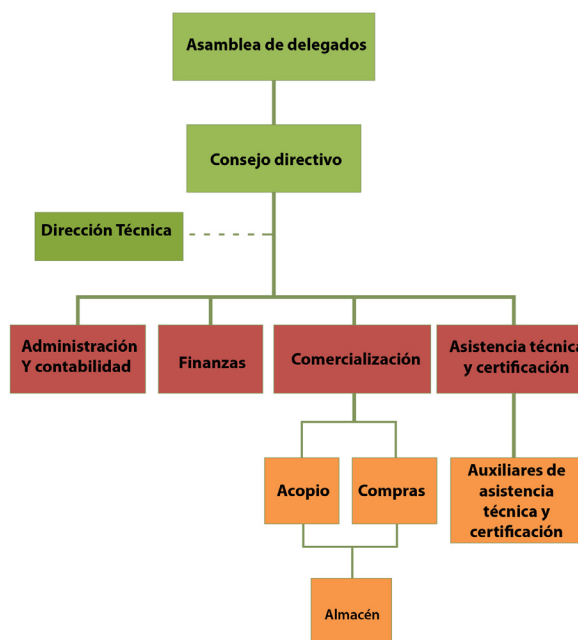 Asamblea de delegados
Consejo directivo
Dirección Técnica
Administración
Y contabilidad
Finanzas
Comercialización
Asistencia técnica
y certificación
Acopio
Compras
Auxiliares de
asistencia
técnica y
certificación
Almacén